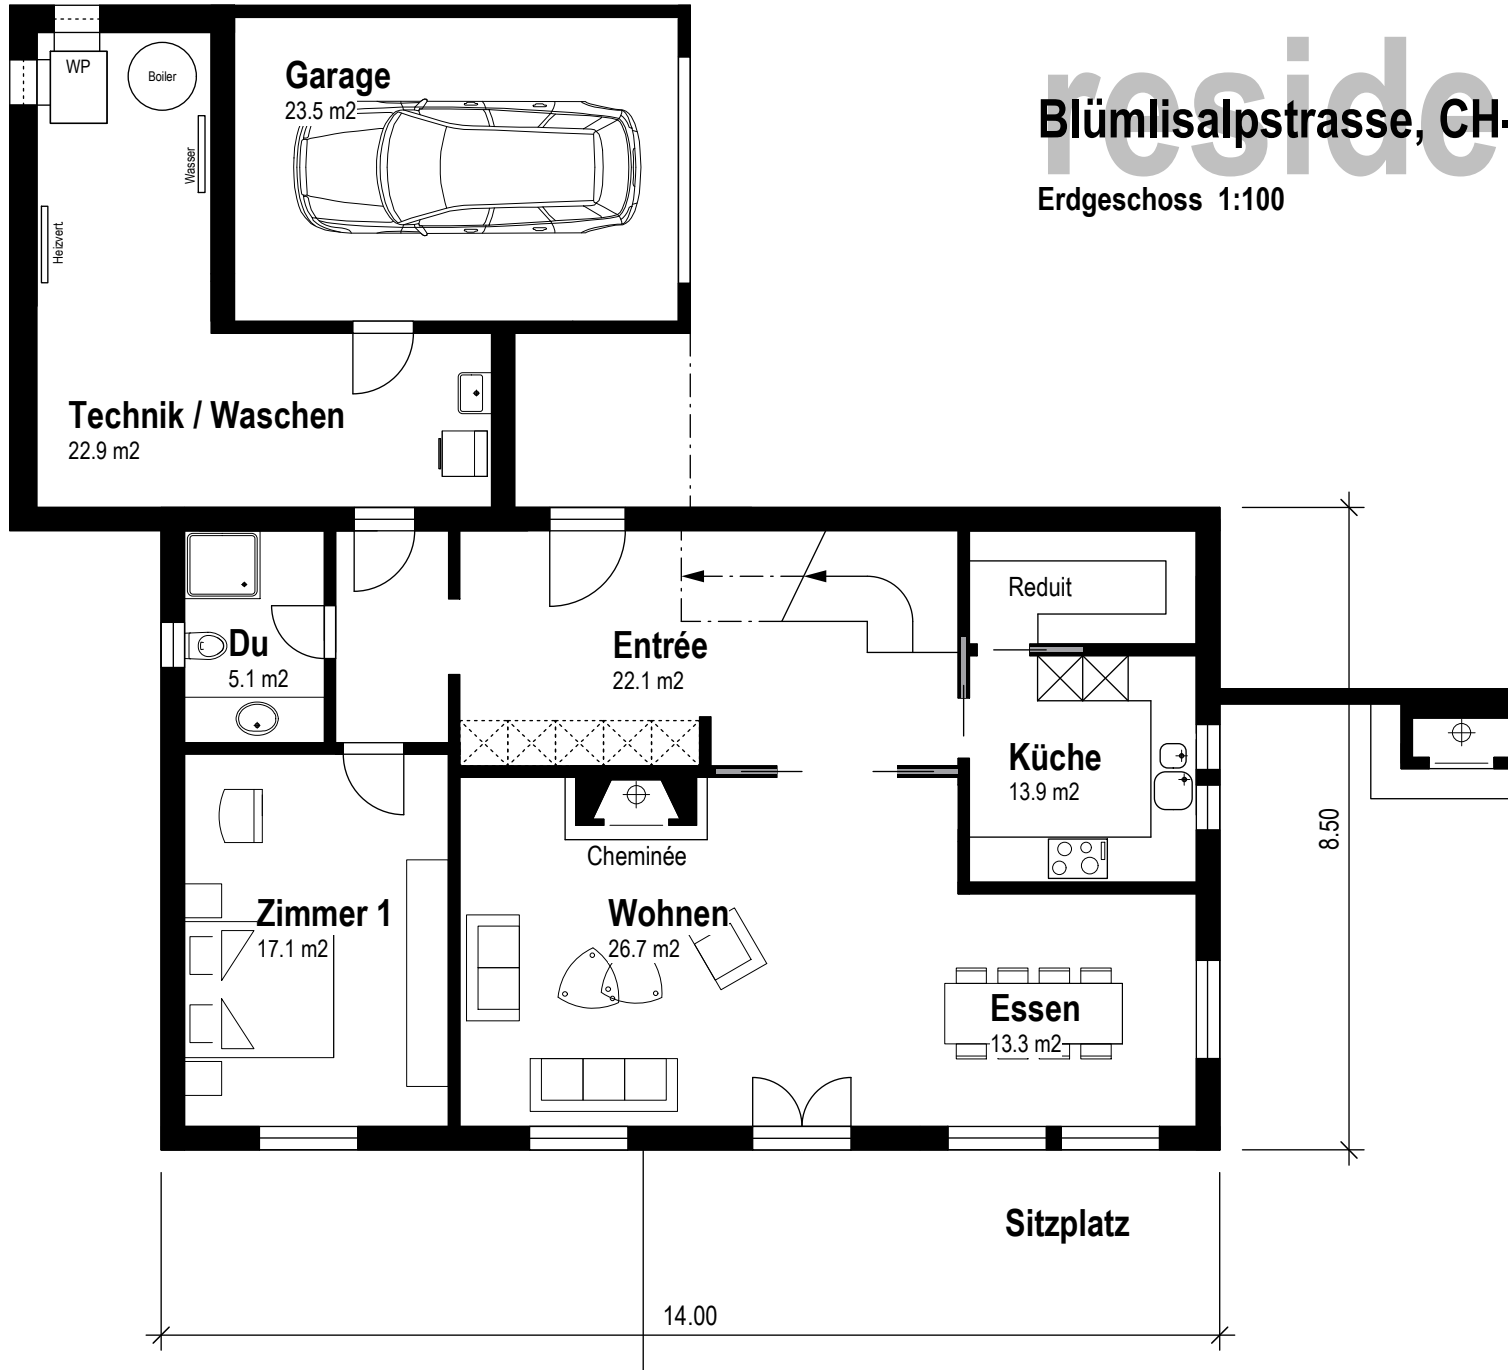 reside
Blümlisalpstrasse, CH-
Erdgeschoss 1:100
WP
Boiler
Garage
23.5 m2
Wasser
Heizvert.
Technik / Waschen
22.9 m2
Reduit
Du
5.1 m2
Entrée
22.1 m2
Küche
13.9 m2
8.50
Cheminée
Zimmer 1
17.1 m2
Wohnen
26.7 m2
Essen
13.3 m2
Sitzplatz
14.00